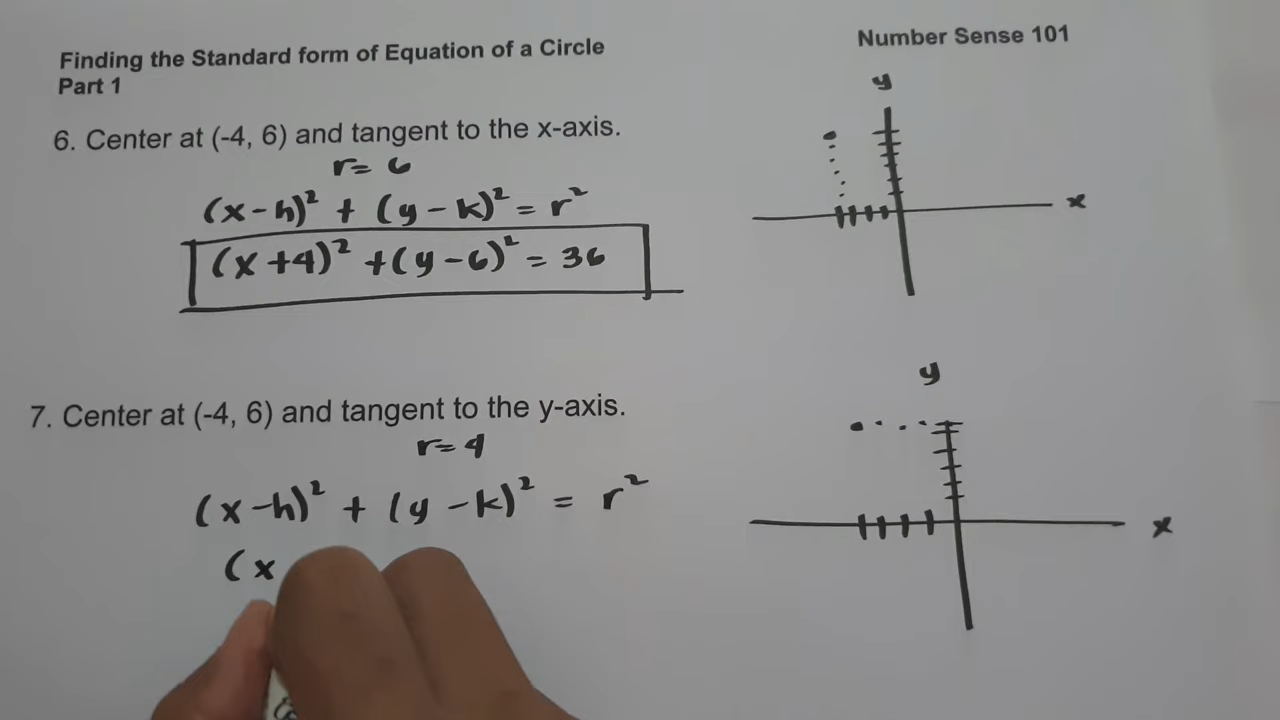 Finding the Standard form of Equation of a Circle
Part 1
Number Sense 101
6. Center at (-4, 6) and tangent to the x-axis.
r= 6
(x-h)² + (y-k)² = r²
(x+4)² +(y-6)² = 36
y
x
7. Center at (-4, 6) and tangent to the y-axis.
r=4
(x-h)² + (y-k)² = r²
(x
y
x